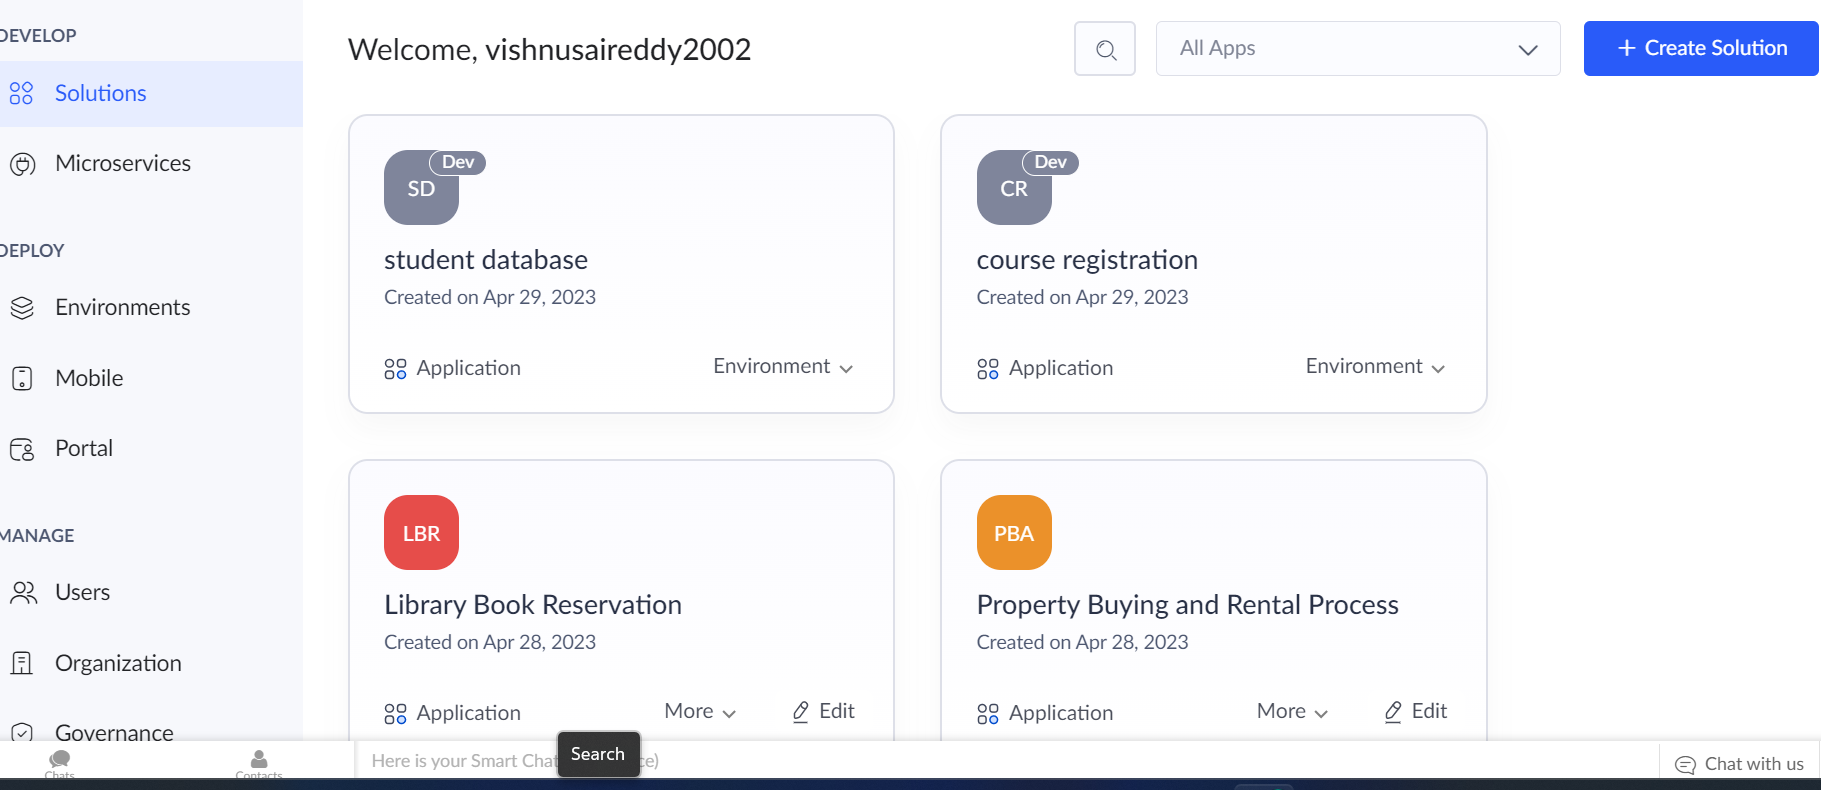 DEVELOP
Solutions
Microservices
DEPLOY
Environments
Mobile
Portal
MANAGE
Users
Organization
Governance
Chats
Contacts
Welcome, vishnusaireddy2002
All Apps
+ Create Solution
SD
Dev
student database
Created on Apr 29, 2023
Application
Environment
CR
Dev
course registration
Created on Apr 29, 2023
Application
Environment
LBR
Library Book Reservation
Created on Apr 28, 2023
Application
More
Edit
PBA
Property Buying and Rental Process
Created on Apr 28, 2023
Application
More
Edit
Here is your Smart Chat
Search
Chat with us